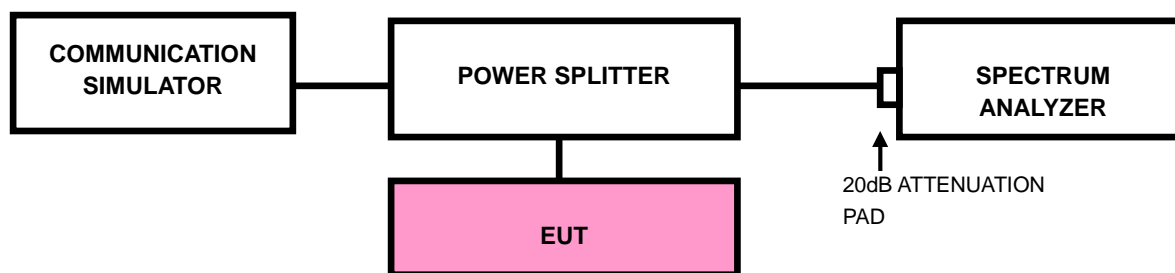 COMMUNICATION
SIMULATOR
POWER SPLITTER
SPECTRUM
ANALYZER
20dB ATTENUATION
PAD
EUT